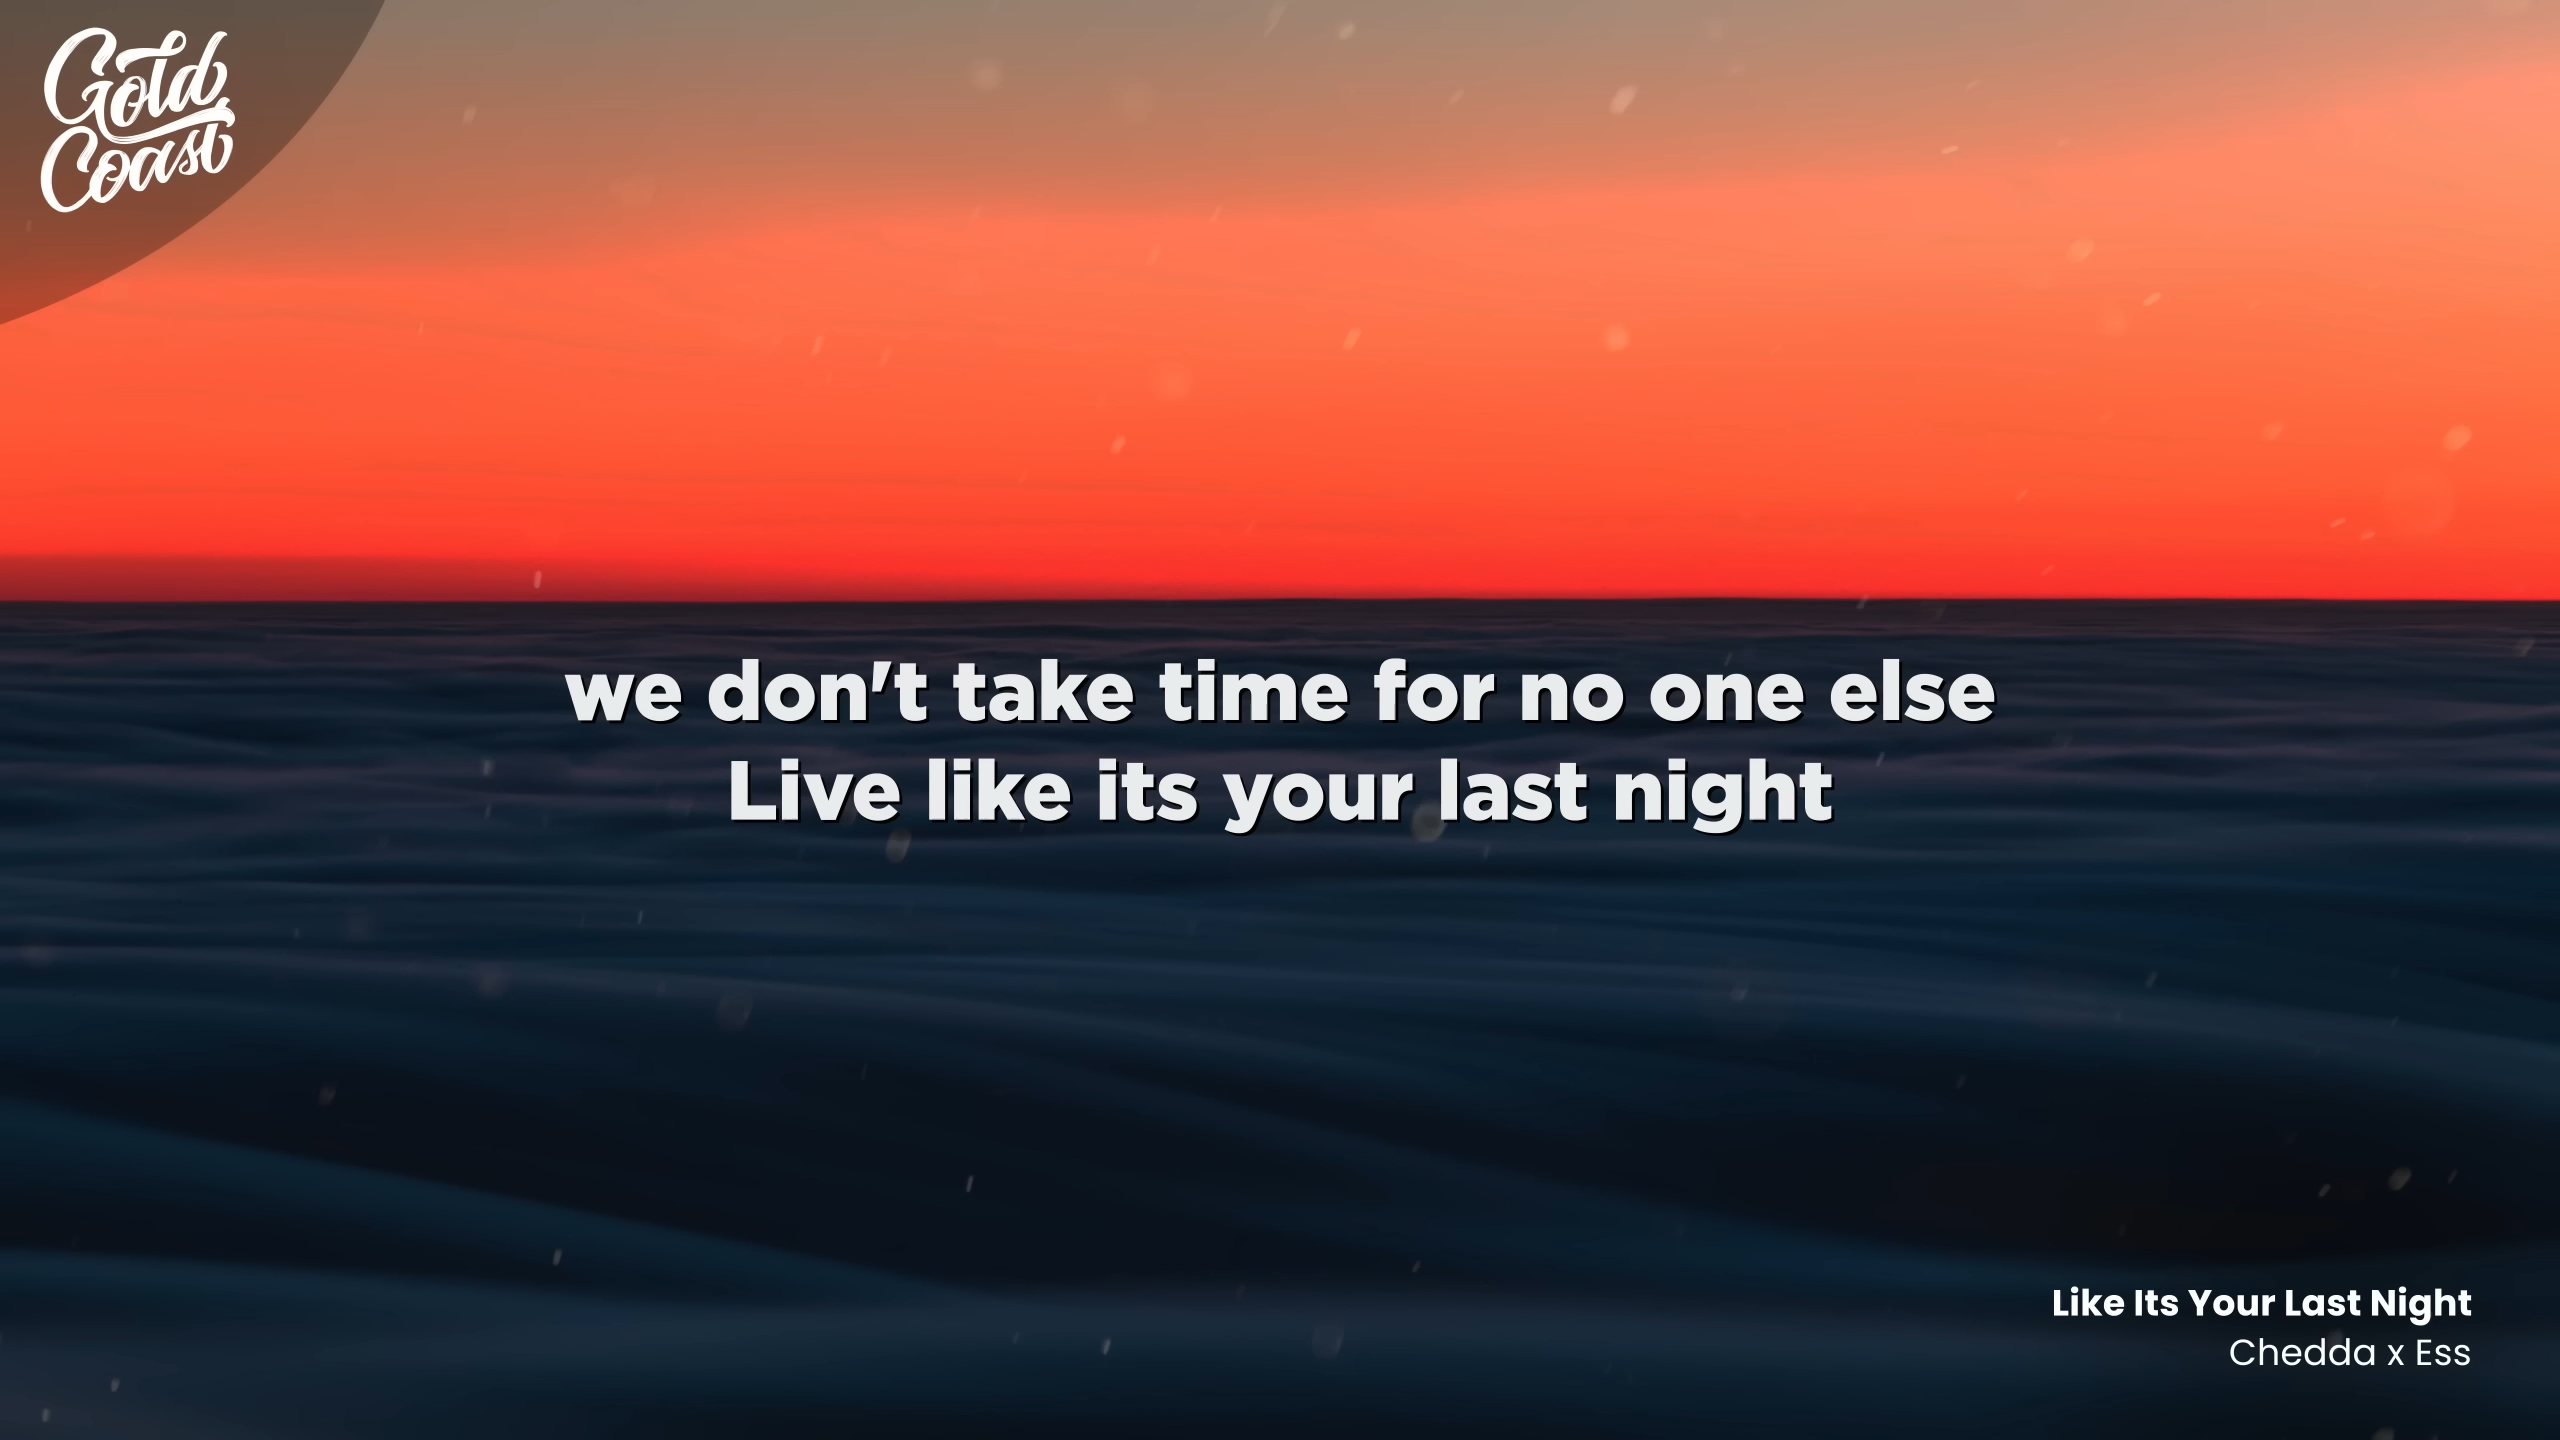 Gold
Coast
we don't take time for no one else
Live like its your last night
Like Its Your Last Night
Chedda x Ess